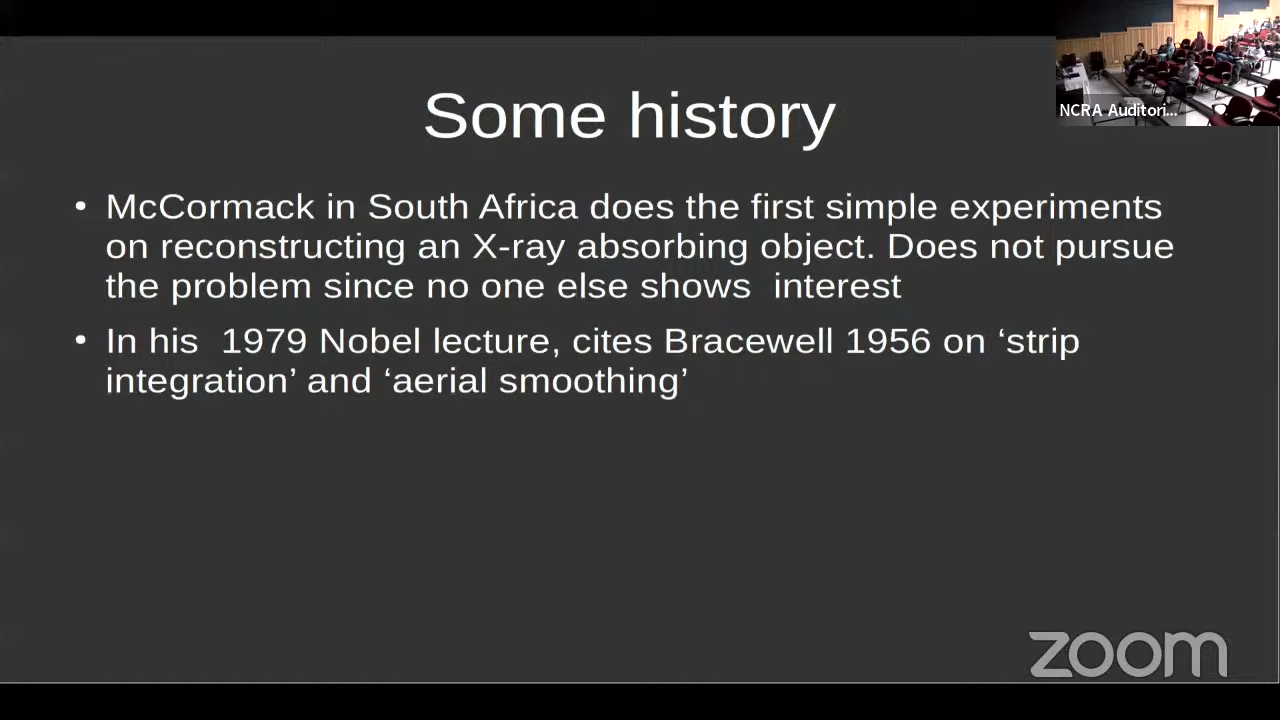 Some history
NCRA Auditori...
• McCormack in South Africa does the first simple experiments
on reconstructing an X-ray absorbing object. Does not pursue
the problem since no one else shows  interest
• In his  1979 Nobel lecture, cites Bracewell 1956 on ‘strip
integration’ and ‘aerial smoothing’
zoom